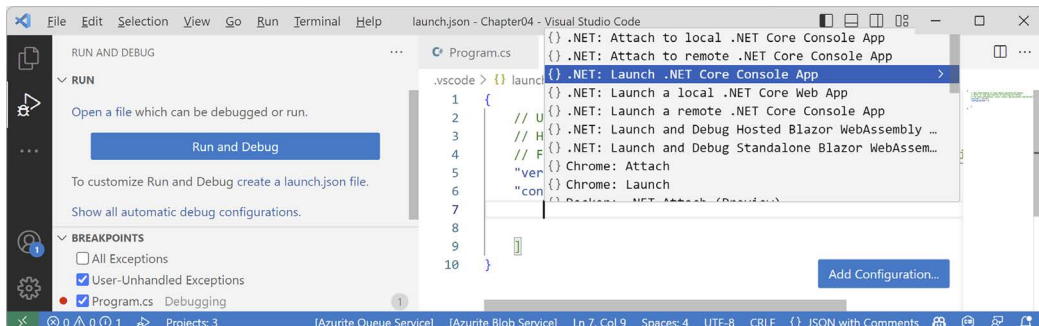 File Edit Selection View Go Run Terminal Help launch.json - Chapter04 - Visual Studio Code
RUN AND DEBUG
RUN
Open a file which can be debugged or run.
Run and Debug
To customize Run and Debug create a launch.json file.
Show all automatic debug configurations.
BREAKPOINTS
All Exceptions
User-Unhandled Exceptions
Program.cs Debugging 1
1
Program.cs
.vscode > {} launch
1 {
2 // U
3 // H
4 // F
5 "ver
6 "con
7
8
9 ]
10 }
{} .NET: Attach to local .NET Core Console App
{} .NET: Attach to remote .NET Core Console App
{} .NET: Launch .NET Core Console App >
{} .NET: Launch a local .NET Core Web App
{} .NET: Launch a remote .NET Core Console App
{} .NET: Launch and Debug Hosted Blazor WebAssembly …
{} .NET: Launch and Debug Standalone Blazor WebAssem…
{} Chrome: Attach
{} Chrome: Launch
{} Docker: .NET Attach (Preview)
Add Configuration...
0 0 1 Projects: 3 [Azurite Queue Service] [Azurite Blob Service] Ln 7, Col 9 Spaces: 4 UTF-8 CRLF {} JSON with Comments